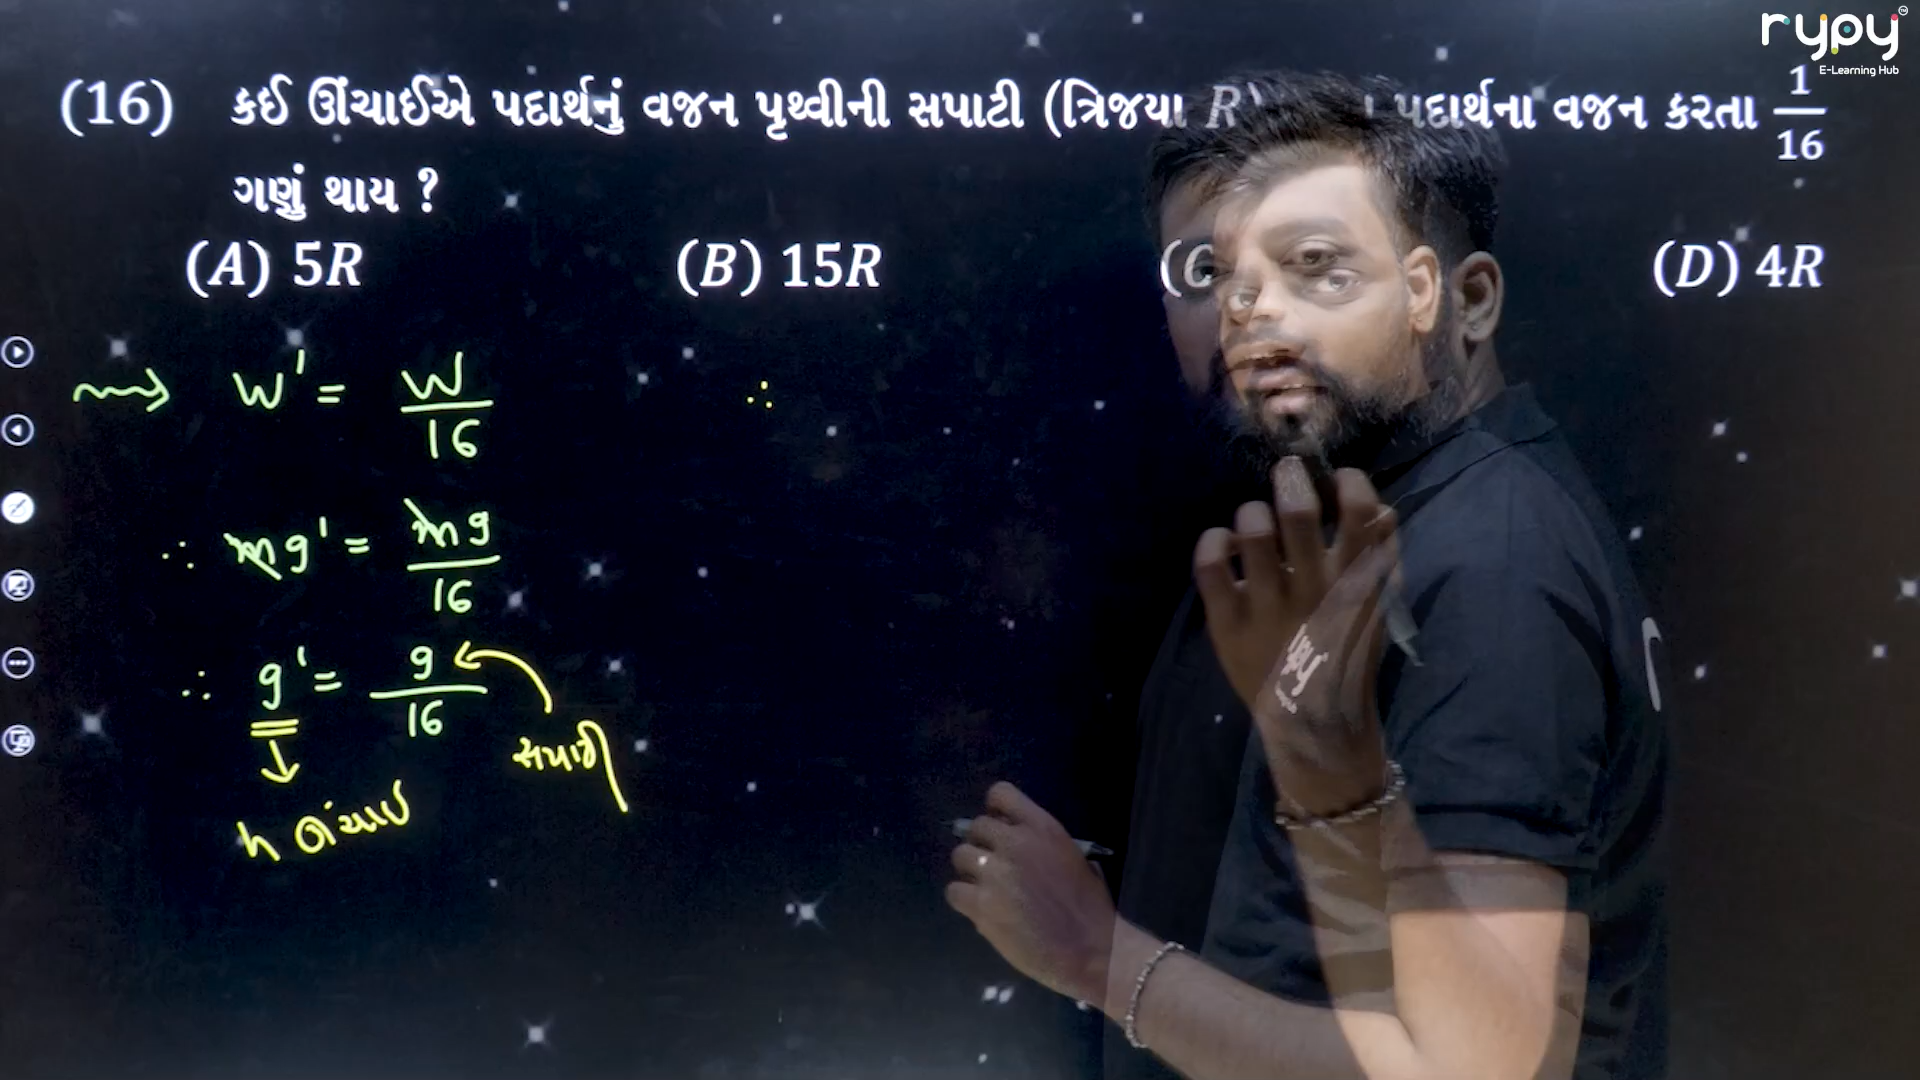 rypy
E-Learning Hub
(16) કઈ ઊંચાઈએ પદાર્થનું વજન પૃથ્વીની સપાટી (ત્રિજયા R) પદાર્થના વજન કરતા 1/16
ગણું થાય ?
(A) 5R (B) 15R (C (D) 4R
W' = W/16
∴ mg' = mg/16
∴ g' = g/16
સપાટી
h ઊંચાઈ
∴
rypy